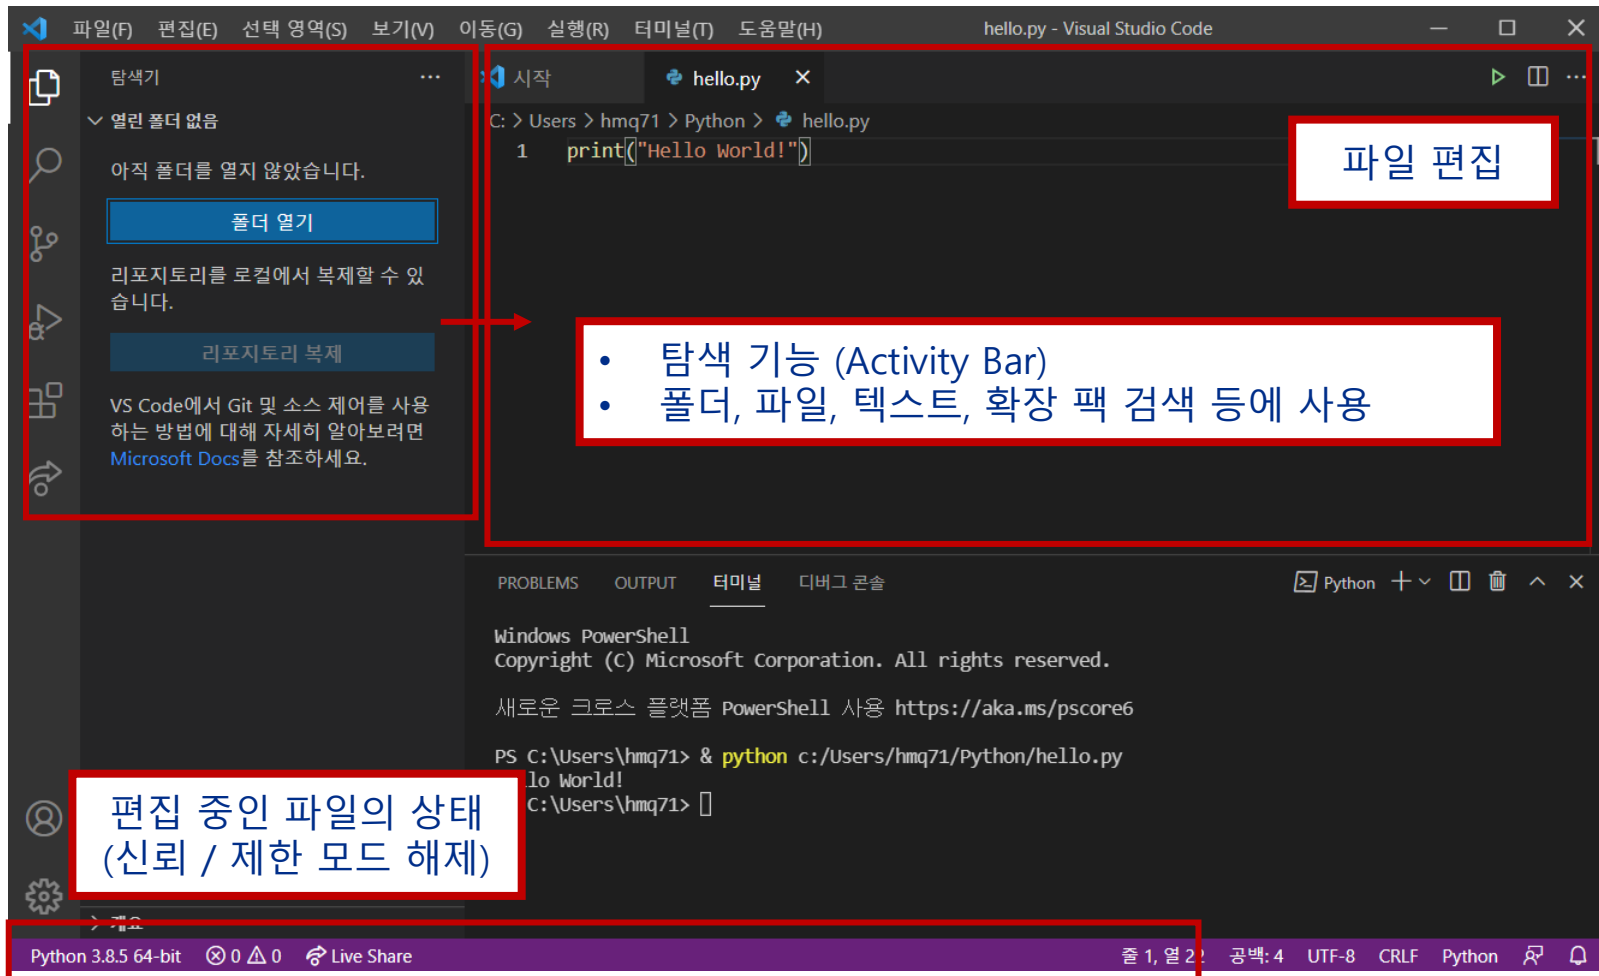 파일(F) 편집(E) 선택 영역(S) 보기(V) 이동(G) 실행(R) 터미널(T) 도움말(H) hello.py - Visual Studio Code
탐색기
열린 폴더 없음
아직 폴더를 열지 않았습니다.
폴더 열기
리포지토리를 로컬에서 복제할 수 있
습니다.
리포지토리 복제
VS Code에서 Git 및 소스 제어를 사용
하는 방법에 대해 자세히 알아보려면
Microsoft Docs를 참조하세요.
시작 hello.py
C: > Users > hmq71 > Python > hello.py
1 print("Hello World!")
파일 편집
• 탐색 기능 (Activity Bar)
• 폴더, 파일, 텍스트, 확장 팩 검색 등에 사용
PROBLEMS OUTPUT 터미널 디버그 콘솔 Python
Windows PowerShell
Copyright (C) Microsoft Corporation. All rights reserved.
새로운 크로스 플랫폼 PowerShell 사용 https://aka.ms/pscore6
PS C:\Users\hmq71> & python c:/Users/hmq71/Python/hello.py
lo World!
C:\Users\hmq71>
편집 중인 파일의 상태
(신뢰 / 제한 모드 해제)
개요
Python 3.8.5 64-bit 0 0 Live Share 줄 1, 열 22 공백: 4 UTF-8 CRLF Python